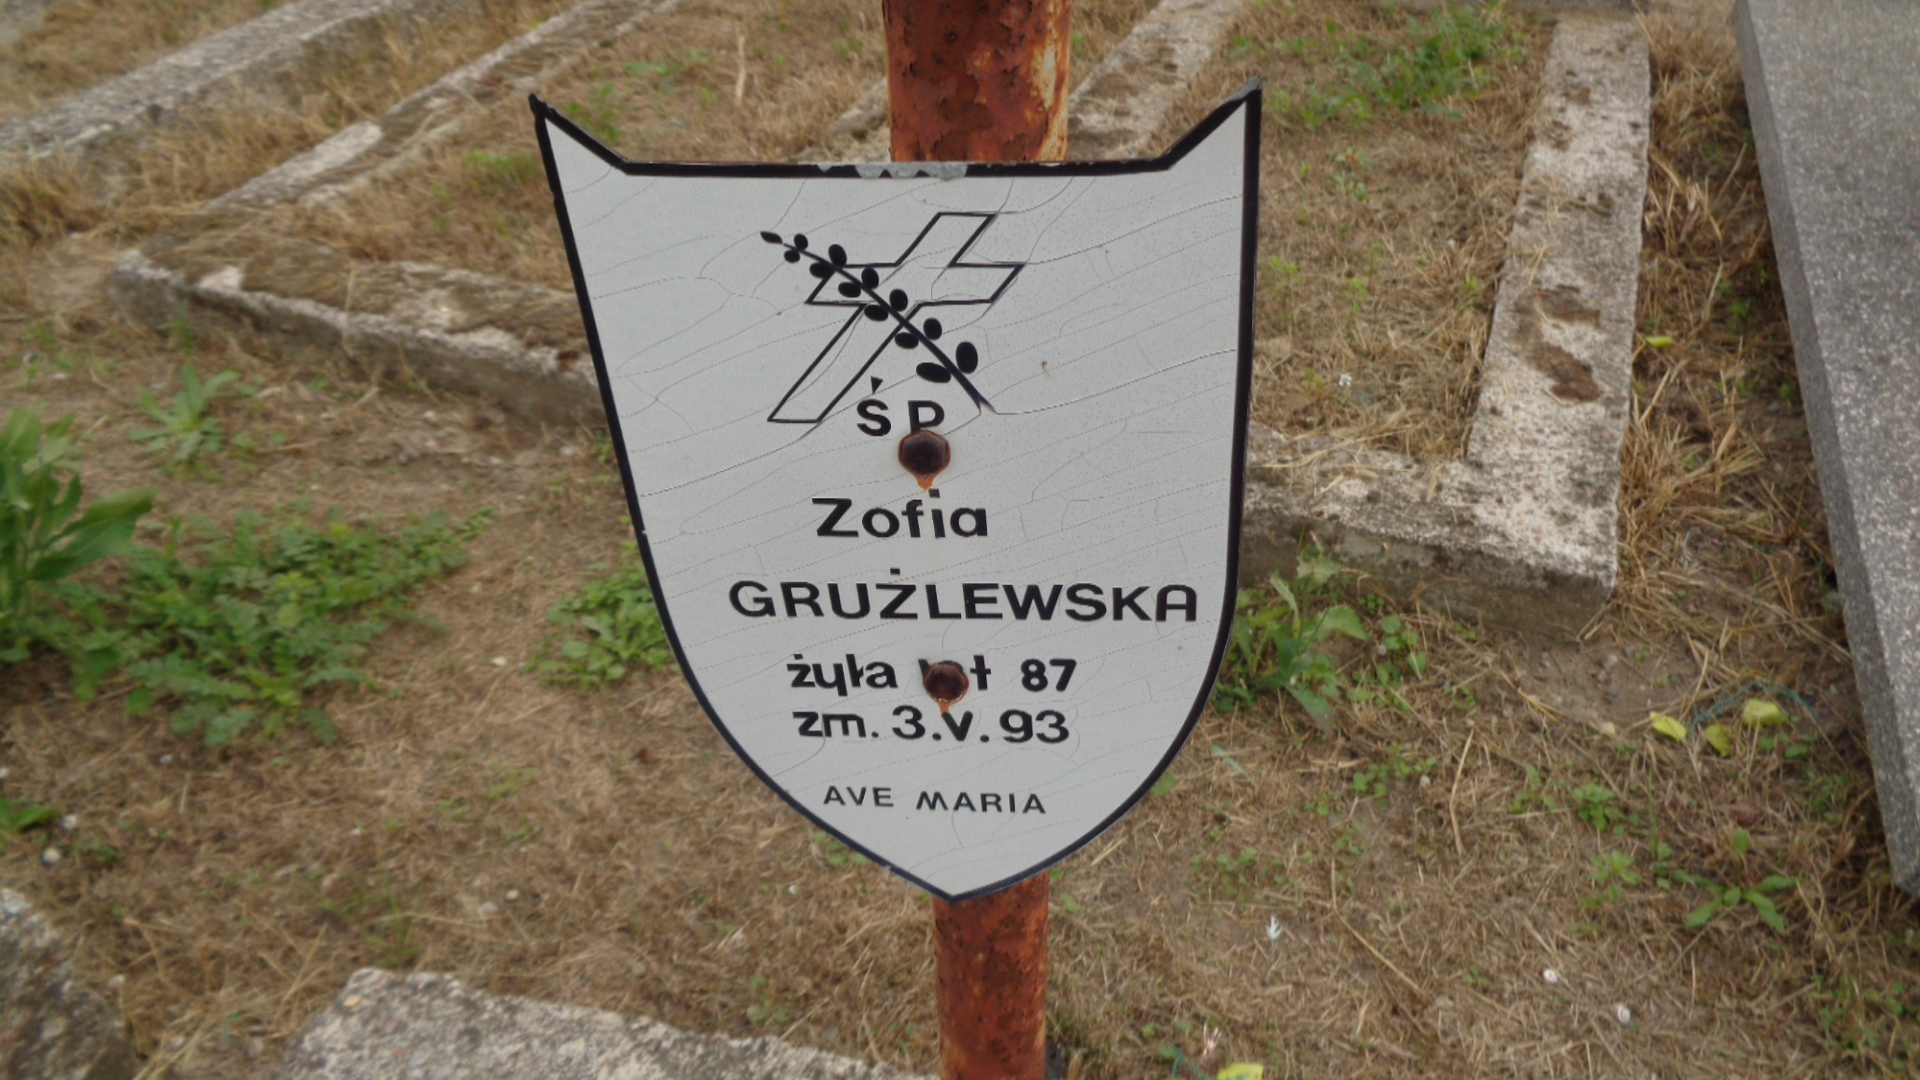 ŚP
Zofia
GRUŻLEWSKA
żyła lat 87
zm. 3.V.93
AVE MARIA